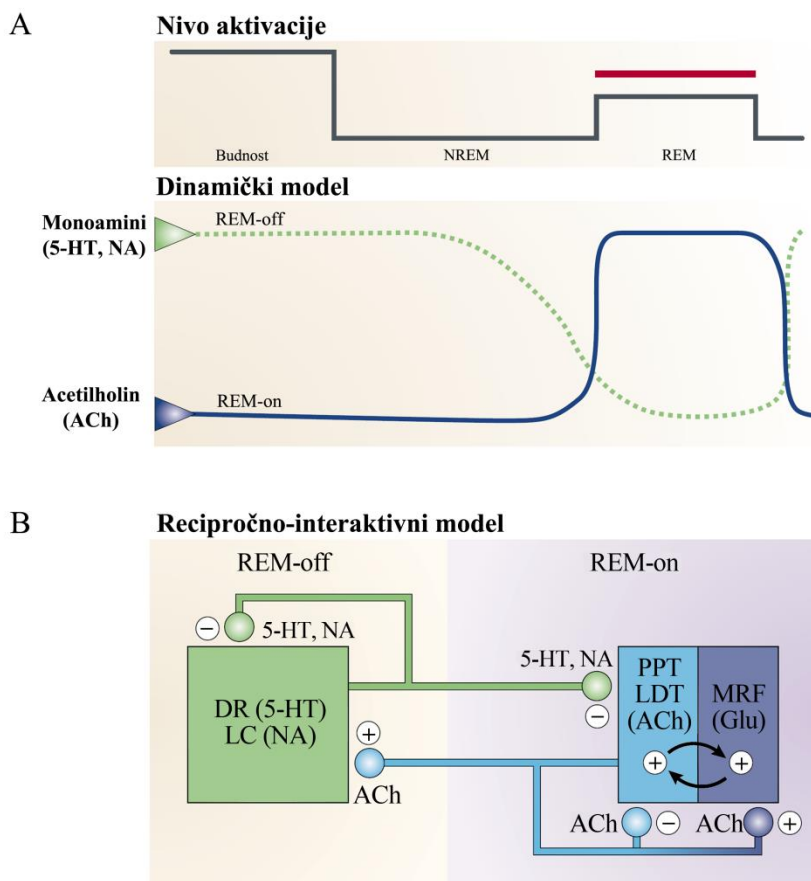 A
Nivo aktivacije
Budnost
NREM
REM
Dinamički model
Monoamini
(5-HT, NA)
REM-off
Acetilholin
(ACh)
REM-on
B
Recipročno-interaktivni model
REM-off
REM-on
− 5-HT, NA
5-HT, NA
−
DR (5-HT)
LC (NA)
+
ACh
PPT
LDT
(ACh)
MRF
(Glu)
+ +
ACh −
ACh +